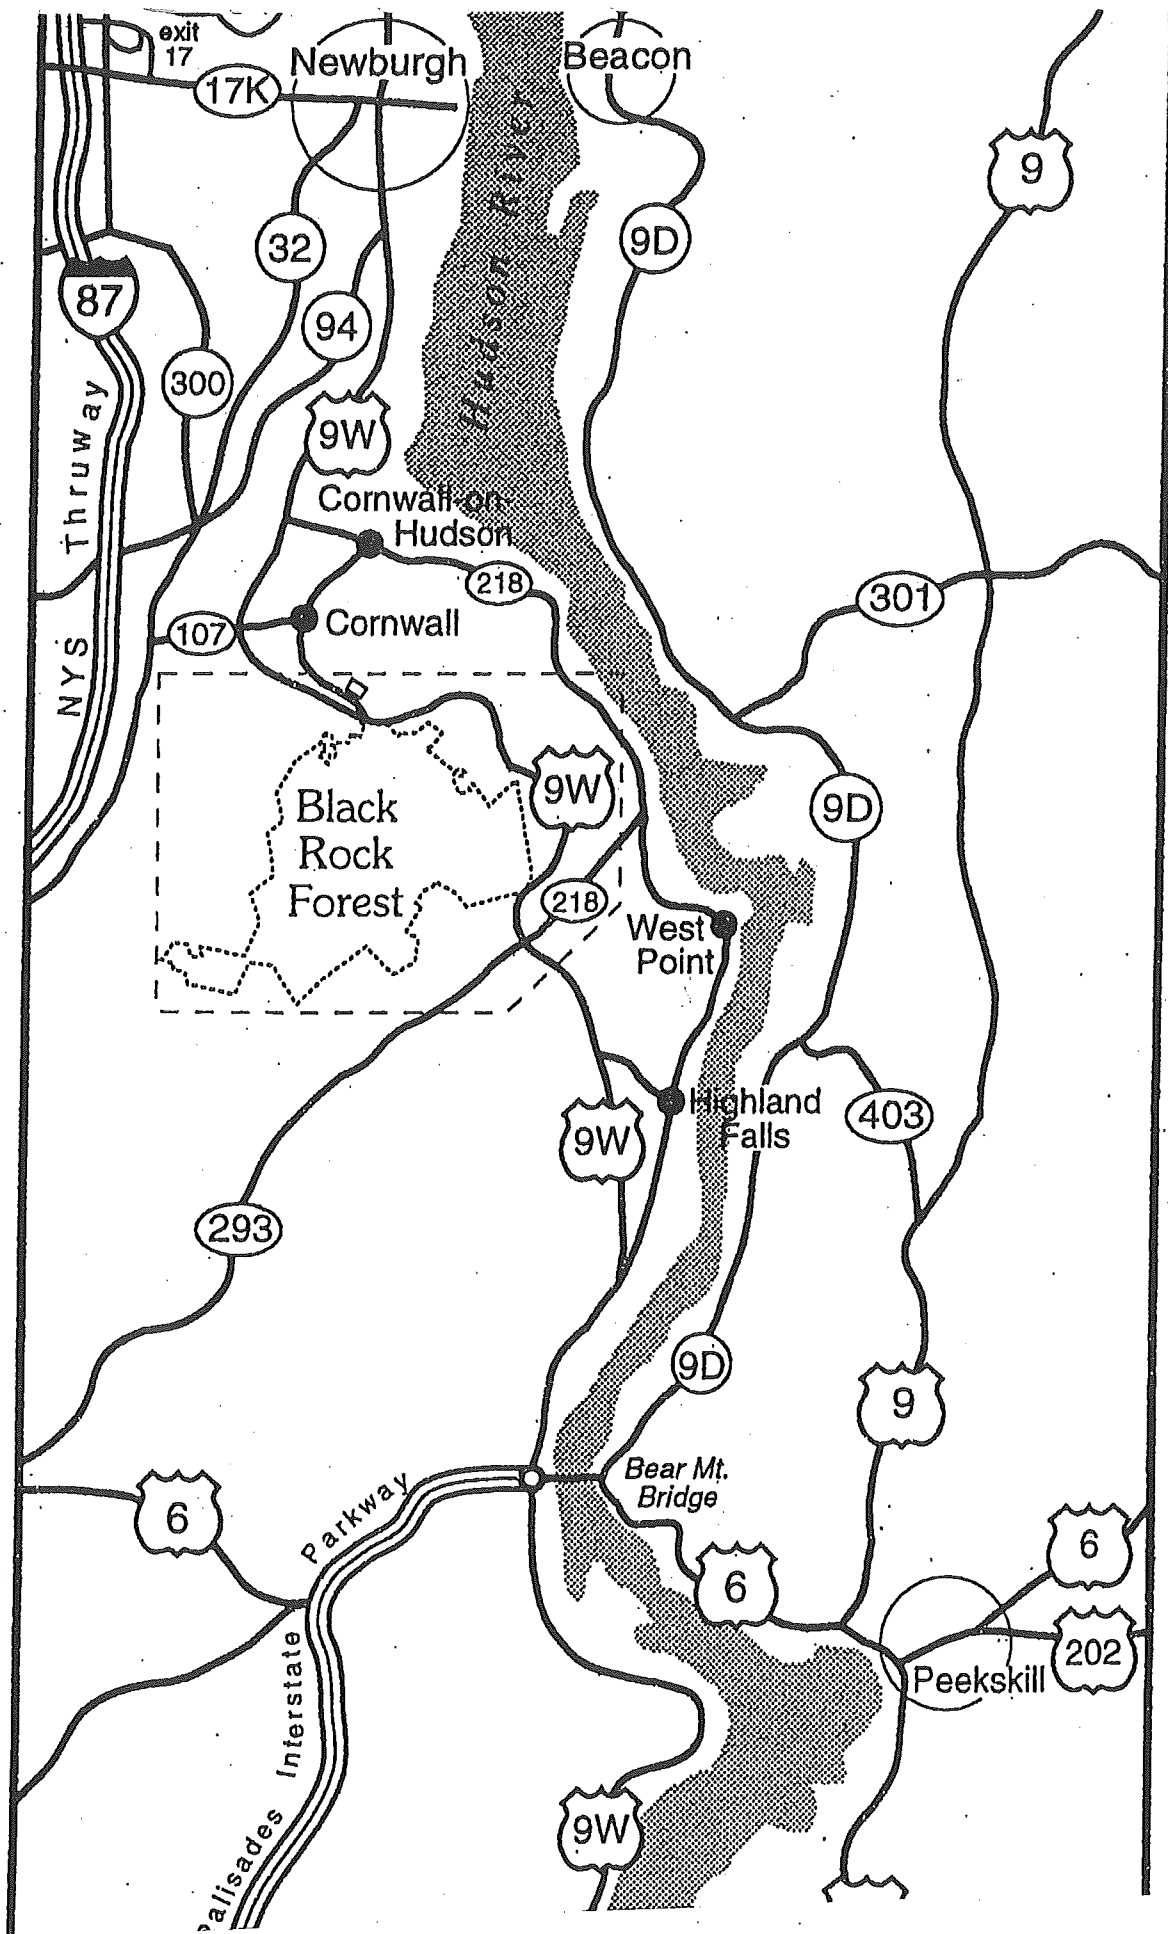 exit
17
Newburgh
Beacon
17K
9
Hudson River
32
9D
87
94
300
9W
NYS Thruway
Cornwall-on-
Hudson
218
301
107
Cornwall
9W
9D
Black
Rock
Forest
218
West
Point
Highland
Falls
403
9W
293
9D
9
Bear Mt.
Bridge
6
Parkway
6
6
202
Peekskill
Palisades Interstate
9W